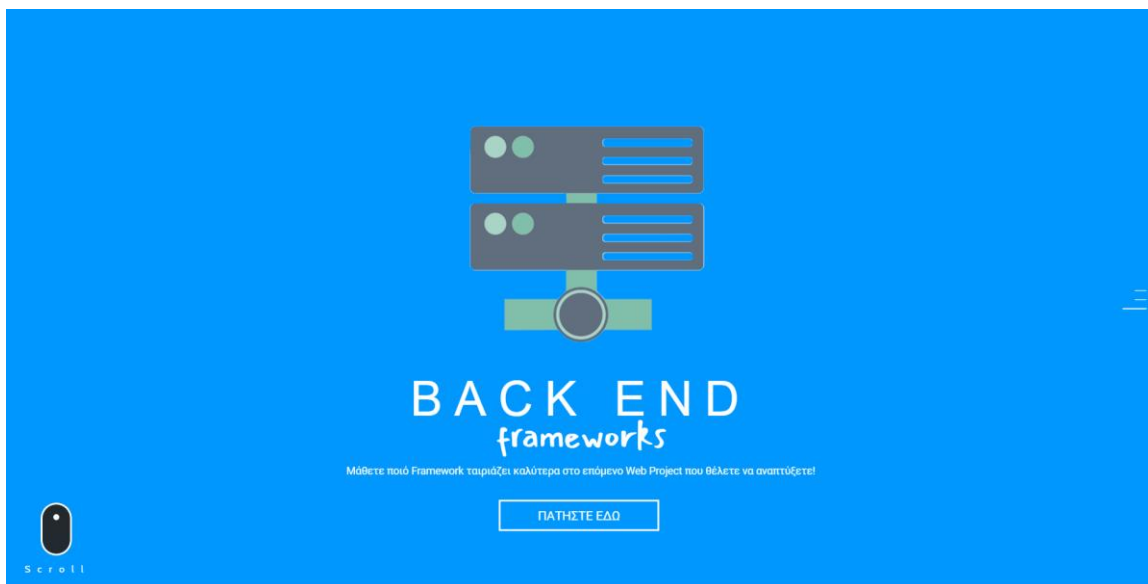 BACK END
frameworks
Μάθετε ποιό Framework ταιριάζει καλύτερα στο επόμενο Web Project που θέλετε να αναπτύξετε!
ΠΑΤΗΣΤΕ ΕΔΩ
Scroll